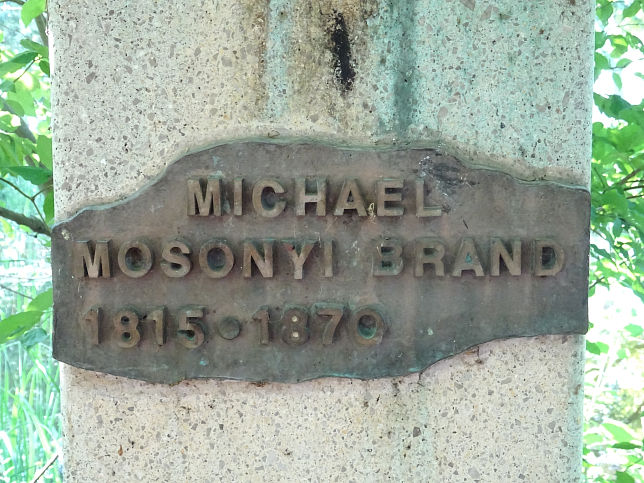 MICHAEL
MOSONYI BRAND
1815 • 1870